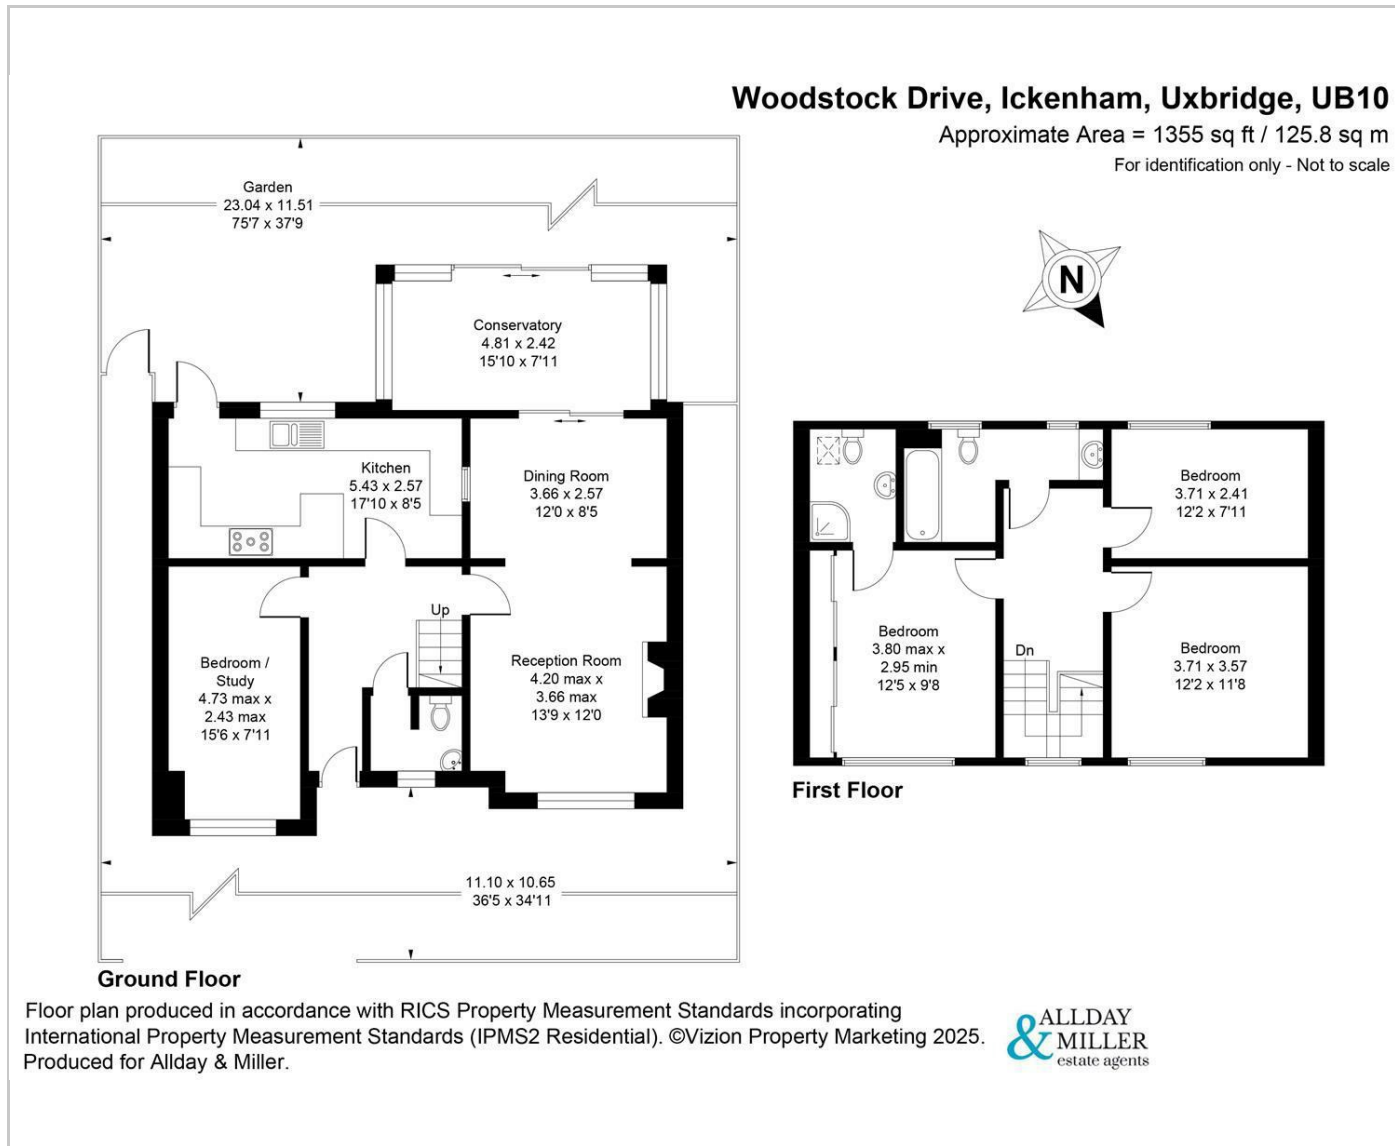 Woodstock Drive, Ickenham, Uxbridge, UB10
Approximate Area = 1355 sq ft / 125.8 sq m
For identification only - Not to scale
N
Garden
23.04 x 11.51
75'7 x 37'9
Conservatory
4.81 x 2.42
15'10 x 7'11
Kitchen
5.43 x 2.57
17'10 x 8'5
Dining Room
3.66 x 2.57
12'0 x 8'5
Up
Bedroom /
Study
4.73 max x
2.43 max
15'6 x 7'11
Reception Room
4.20 max x
3.66 max
13'9 x 12'0
11.10 x 10.65
36'5 x 34'11
Ground Floor
Bedroom
3.71 x 2.41
12'2 x 7'11
Bedroom
3.80 max x
2.95 min
12'5 x 9'8
Dn
Bedroom
3.71 x 3.57
12'2 x 11'8
First Floor
Floor plan produced in accordance with RICS Property Measurement Standards incorporating
International Property Measurement Standards (IPMS2 Residential). ©Vizion Property Marketing 2025.
Produced for Allday & Miller.
ALLDAY
& MILLER
estate agents